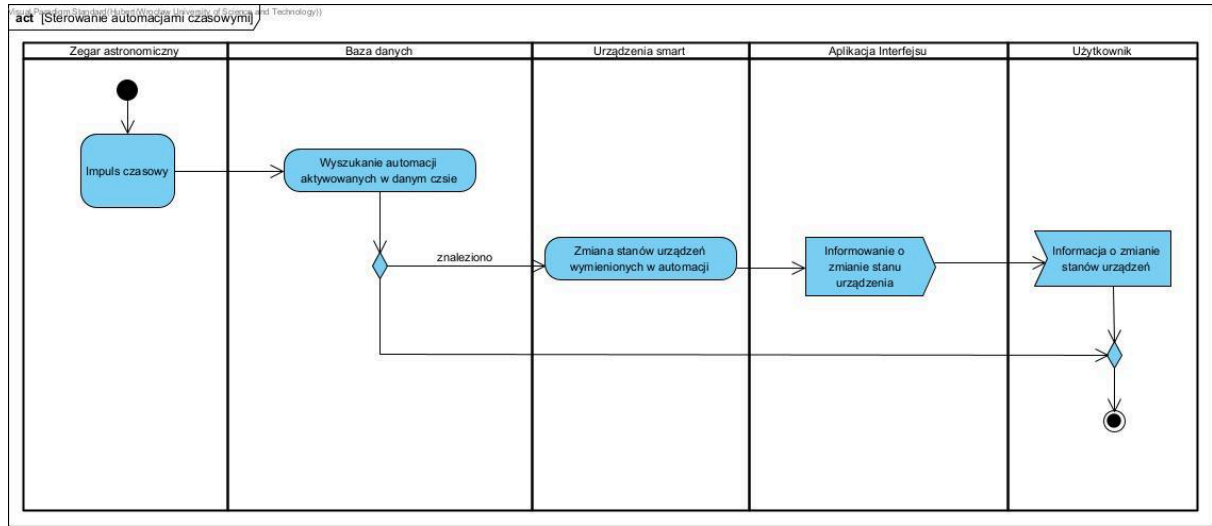 Visual Paradigm Standard(Hubert(Wrocław University of Science and Technology))
act [Sterowanie automacjami czasowymi]
Zegar astronomiczny
Baza danych
Urządzenia smart
Aplikacja Interfejsu
Użytkownik
Impuls czasowy
Wyszukanie automacji
aktywowanych w danym czsie
znaleziono
Zmiana stanów urządzeń
wymienionych w automacji
Informowanie o
zmianie stanu
urządzenia
Informacja o zmianie
stanów urządzeń